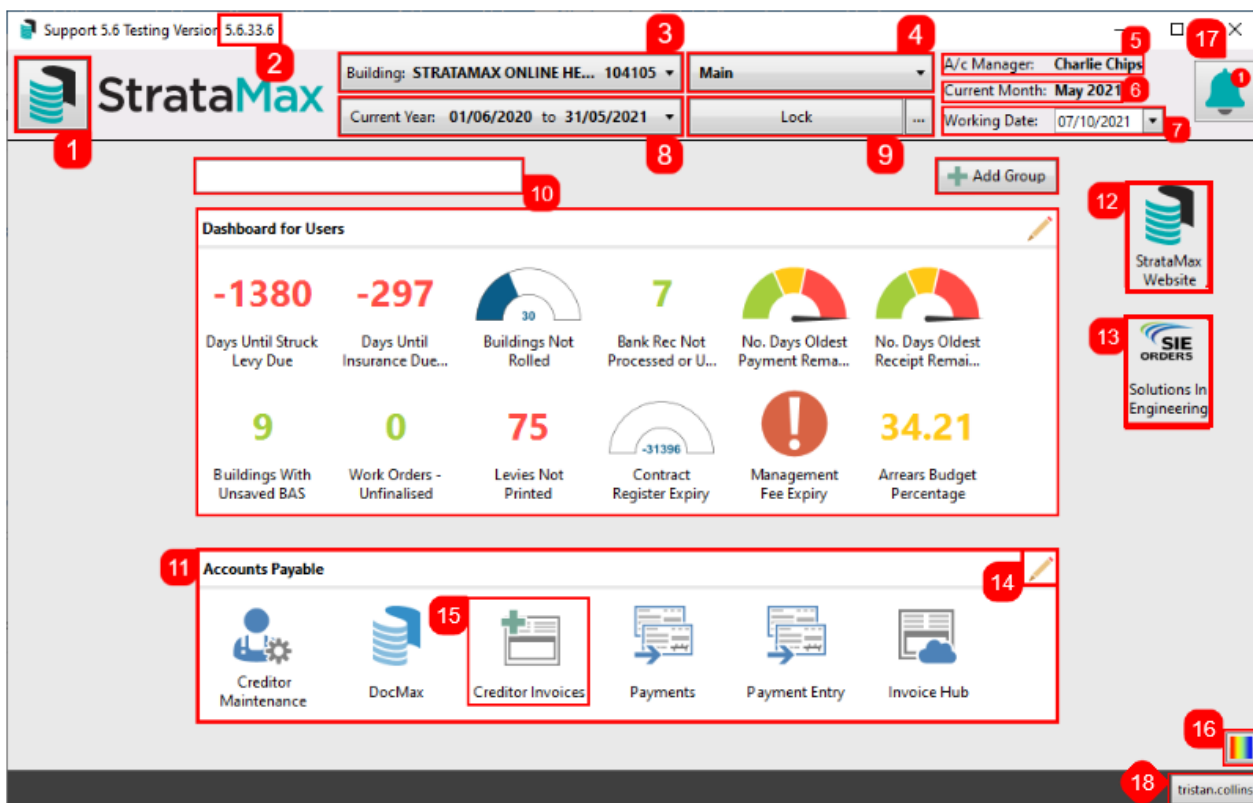 Support 5.6 Testing Version 5.6.33.6
2
3
4
5
17
1
StrataMax
Building: STRATAMAX ONLINE HE... 104105
Main
A/c Manager: Charlie Chips
Current Month: May 2021
6
Current Year: 01/06/2020 to 31/05/2021
Lock
...
Working Date: 07/10/2021
7
1
8
9
10
Add Group
12
StrataMax
Website
Dashboard for Users
-1380
Days Until Struck
Levy Due
-297
Days Until
Insurance Due...
30
Buildings Not
Rolled
7
Bank Rec Not
Processed or U...
No. Days Oldest
Payment Rema...
No. Days Oldest
Receipt Remai...
13
SIE
ORDERS
Solutions In
Engineering
9
Buildings With
Unsaved BAS
0
Work Orders -
Unfinalised
75
Levies Not
Printed
-31396
Contract
Register Expiry
!
Management
Fee Expiry
34.21
Arrears Budget
Percentage
11
Accounts Payable
14
15
Creditor
Maintenance
DocMax
Creditor Invoices
Payments
Payment Entry
Invoice Hub
16
18
tristan.collins